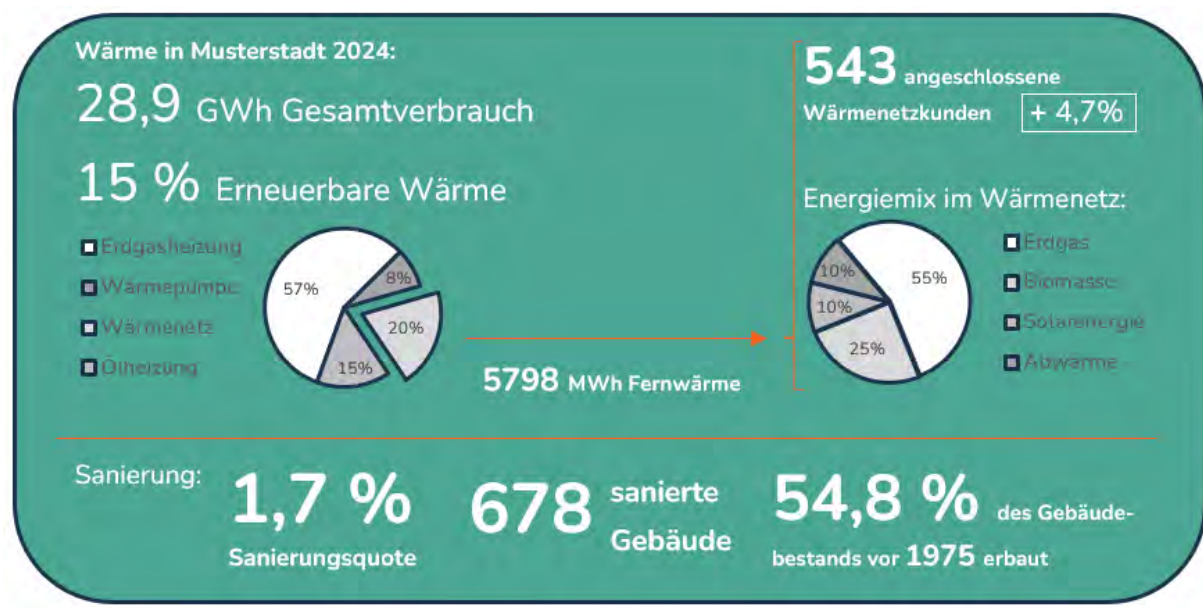 Wärme in Musterstadt 2024:
28,9 GWh Gesamtverbrauch
15 % Erneuerbare Wärme
Erdgasheizung
Wärmepumpe
Wärmenetz
Ölheizung
57%
8%
20%
15%
5798 MWh Fernwärme
543 angeschlossene
Wärmenetzkunden + 4,7%
Energiemix im Wärmenetz:
10%
55%
10%
25%
Erdgas
Biomasse
Solarenergie
Abwärme
Sanierung:
1,7 %
Sanierungsquote
678 sanierte
Gebäude
54,8 % des Gebäude-
bestands vor 1975 erbaut